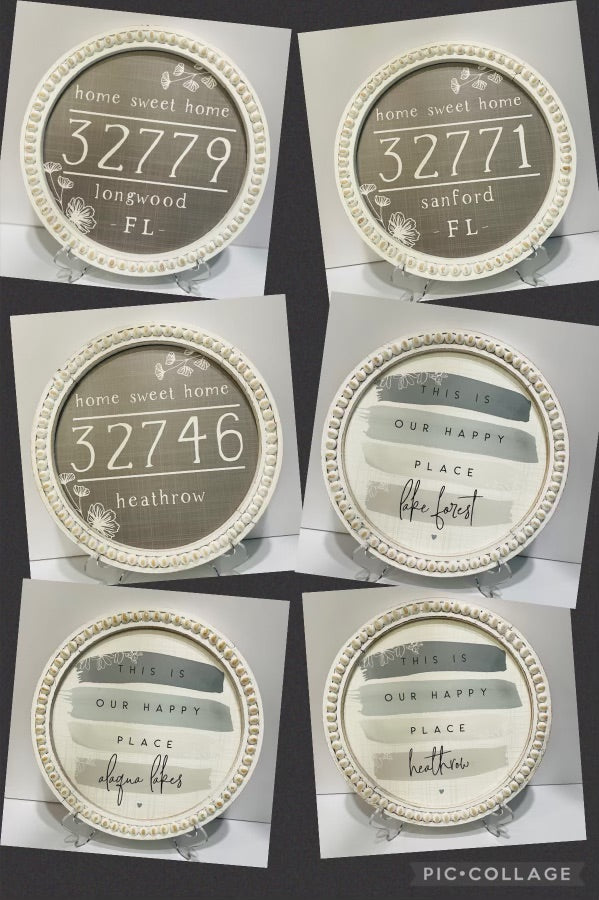 home sweet home
32779
longwood
- FL -
home sweet home
32771
sanford
- FL -
home sweet home
32746
heathrow
THIS IS
OUR HAPPY
PLACE
lake forest
THIS IS
OUR HAPPY
PLACE
alaqua lakes
THIS IS
OUR HAPPY
PLACE
heathrow
PIC•COLLAGE